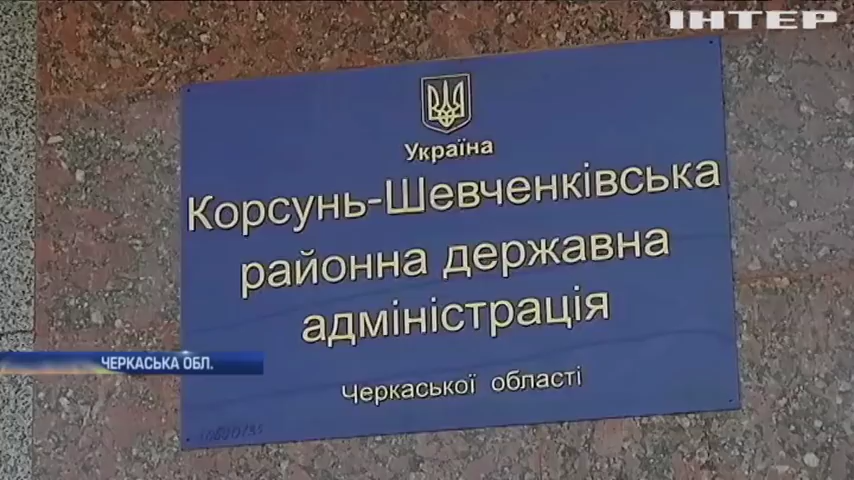 ІНТЕР
Україна
Корсунь-Шевченківська
районна державна
адміністрація
ЧЕРКАСЬКА ОБЛ.
Черкаської області